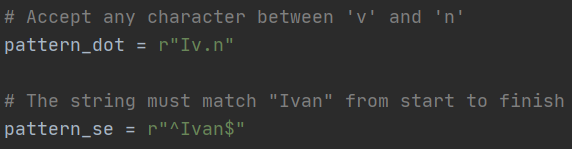 # Accept any character between 'v' and 'n'
pattern_dot = r"Iv.n"
# The string must match "Ivan" from start to finish
pattern_se = r"^Ivan$"